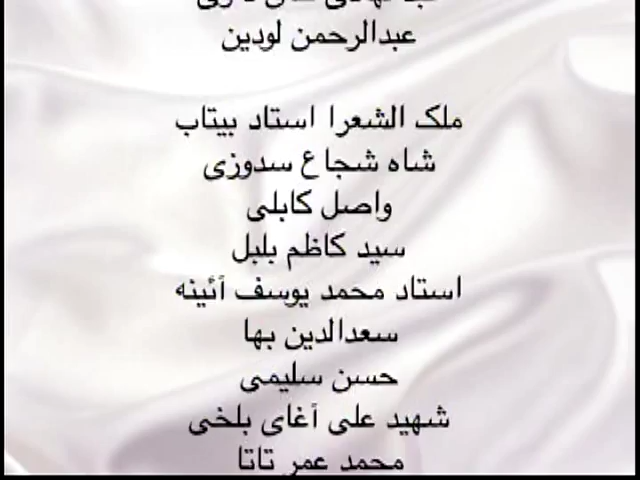 عبدالرحمن لودین
ملک الشعرا استاد بیتاب
شاه شجاع سدوزی
واصل کابلی
سید کاظم بلبل
استاد محمد یوسف آئینه
سعدالدین بها
حسن سلیمی
شهید علی آغای بلخی
محمد عمر تاتا